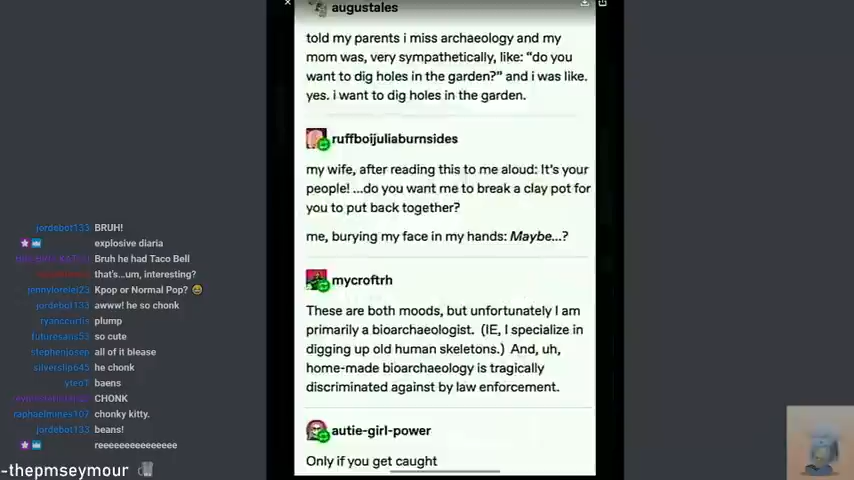 augustales
told my parents i miss archaeology and my
mom was, very sympathetically, like: “do you
want to dig holes in the garden?” and i was like.
yes. i want to dig holes in the garden.
ruffboijuliaburnsides
my wife, after reading this to me aloud: It’s your
people! ...do you want me to break a clay pot for
you to put back together?
me, burying my face in my hands: Maybe...?
mycroftrh
These are both moods, but unfortunately I am
primarily a bioarchaeologist. (IE, I specialize in
digging up old human skeletons.) And, uh,
home-made bioarchaeology is tragically
discriminated against by law enforcement.
autie-girl-power
Only if you get caught
jordebot133 BRUH!
explosive diaria
Bruh he had Taco Bell
that's...um, interesting?
jennylorelei23 Kpop or Normal Pop?
jordebot133 awww! he so chonk
ryanccurtis plump
futuresans53 so cute
stephenjosep all of it blease
silverslip645 he chonk
yteo1 baens
CHONK
raphaelmines107 chonky kitty.
jordebot133 beans!
reeeeeeeeeeeeeee
-thepmseymour